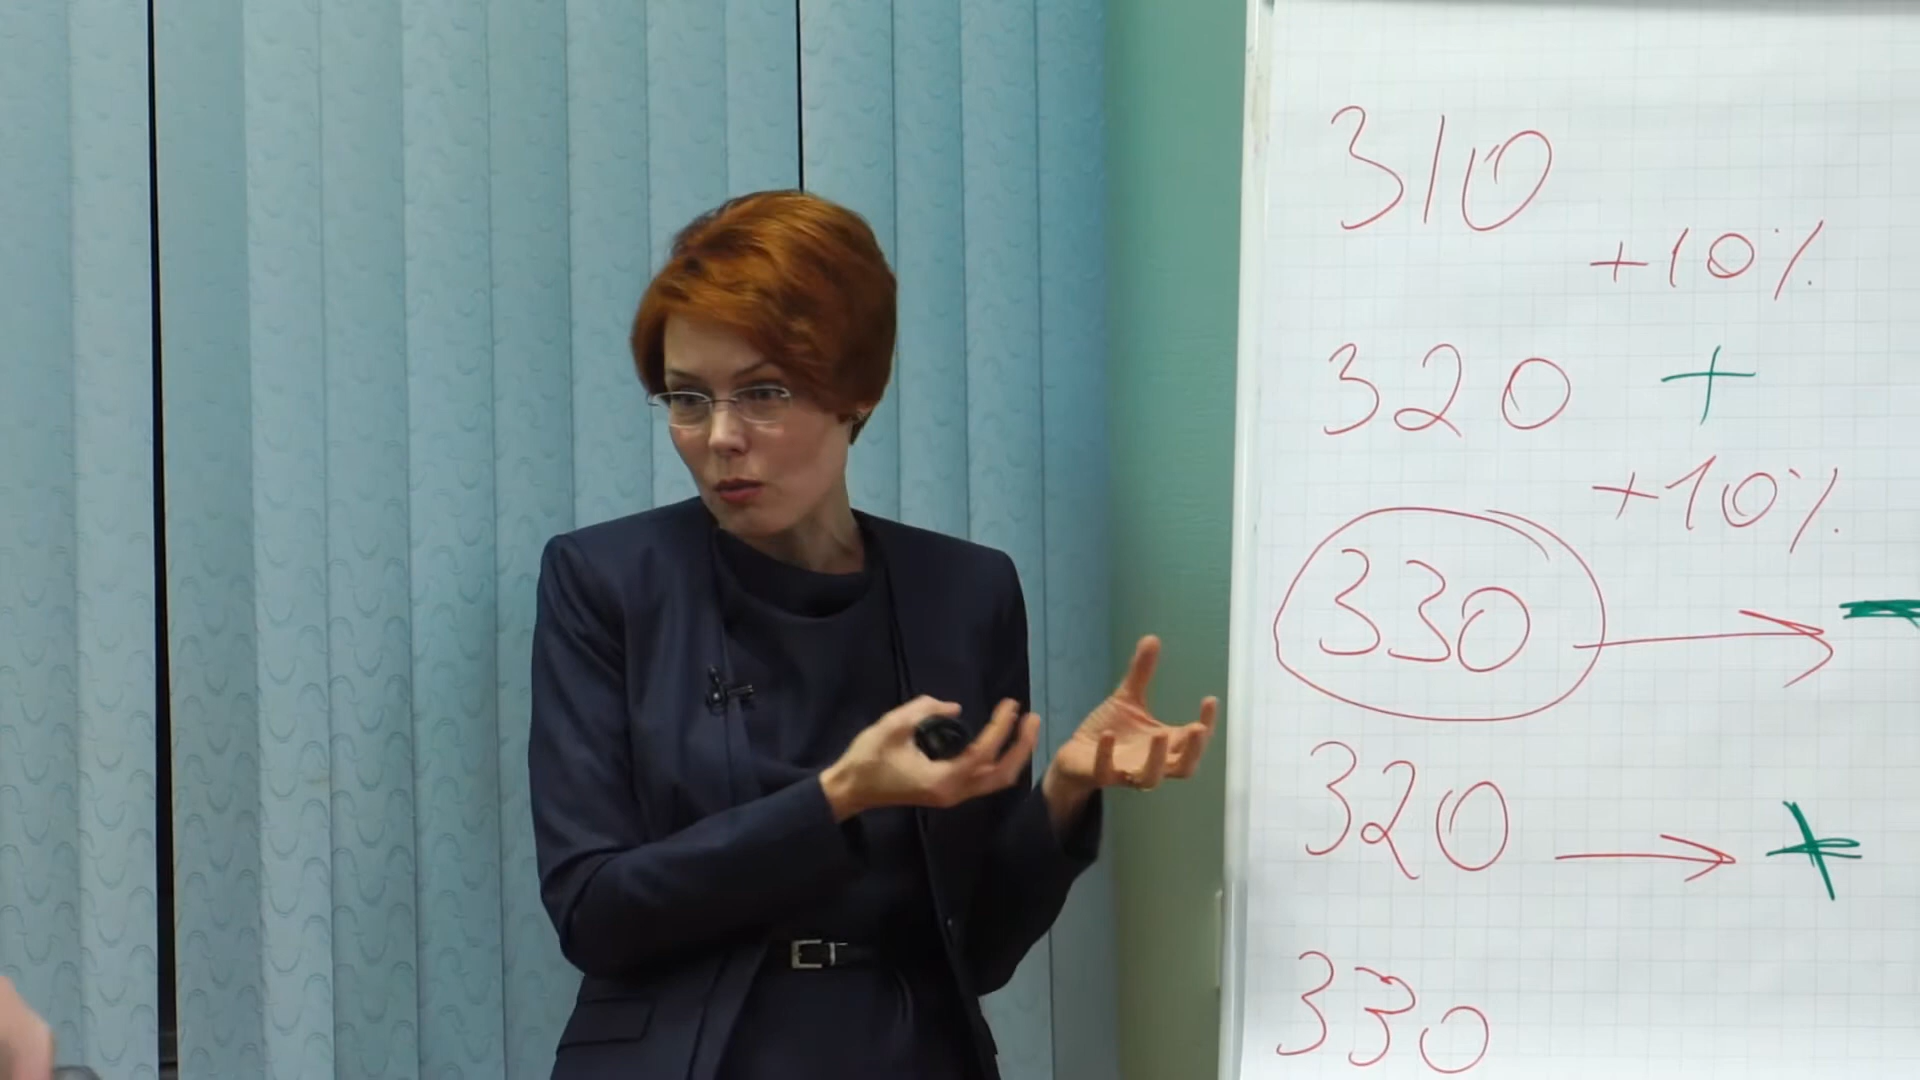 310
+10%
320 +
+10%
330 → -
320 → +
330